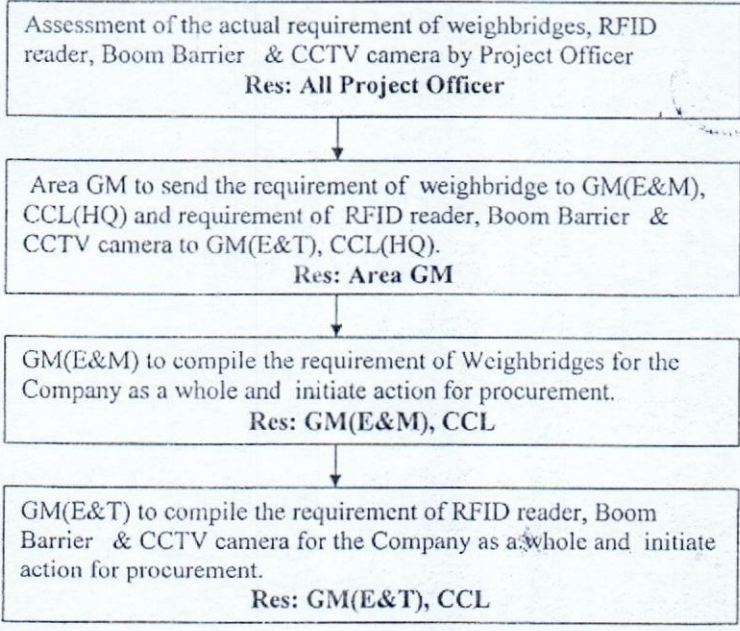 Assessment of the actual requirement of weighbridges, RFID
reader, Boom Barrier & CCTV camera by Project Officer
Res: All Project Officer
Area GM to send the requirement of weighbridge to GM(E&M),
CCL(HQ) and requirement of RFID reader, Boom Barrier &
CCTV camera to GM(E&T), CCL(HQ).
Res: Area GM
GM(E&M) to compile the requirement of Weighbridges for the
Company as a whole and initiate action for procurement.
Res: GM(E&M), CCL
GM(E&T) to compile the requirement of RFID reader, Boom
Barrier & CCTV camera for the Company as a whole and initiate
action for procurement.
Res: GM(E&T), CCL